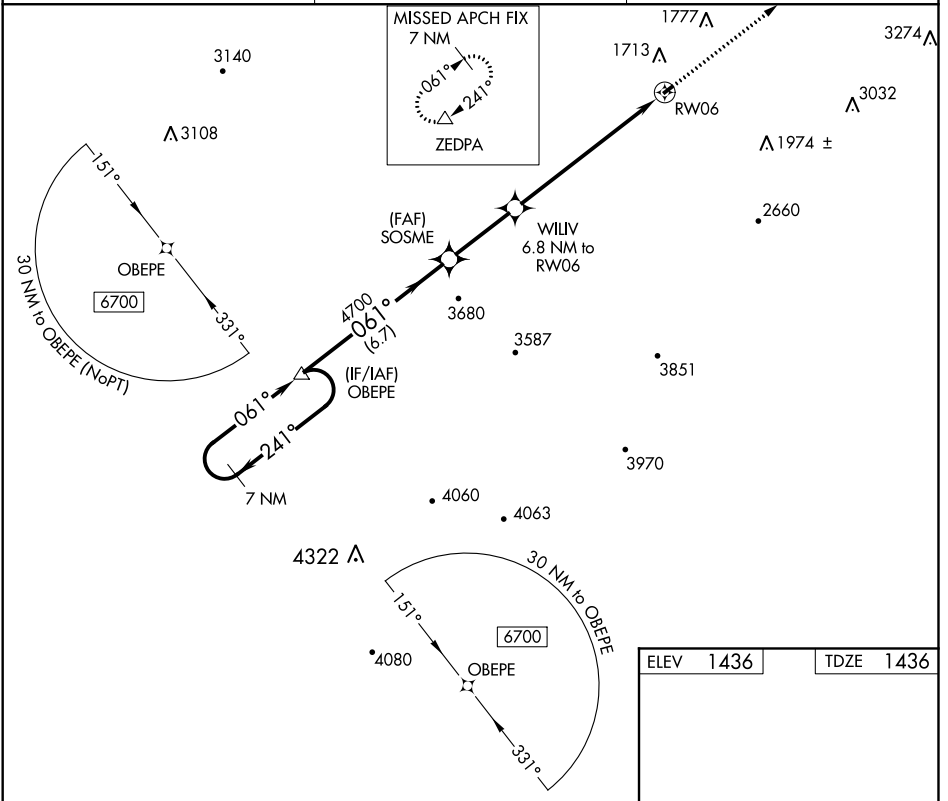 MISSED APCH FIX
7 NM
061°
241°
ZEDPA
1777
1713
3274
3032
RW06
1974 ±
2660
3140
3108
151°
OBEPE
6700
331°
30 NM to OBEPE (NoPT)
(FAF)
SOSME
WILIV
6.8 NM to
RW06
3680
4700
061°
(6.7)
3587
3851
(IF/IAF)
OBEPE
061°
241°
7 NM
3970
4060
4063
4322
30 NM to OBEPE
151°
6700
4080
OBEPE
331°
ELEV 1436
TDZE 1436